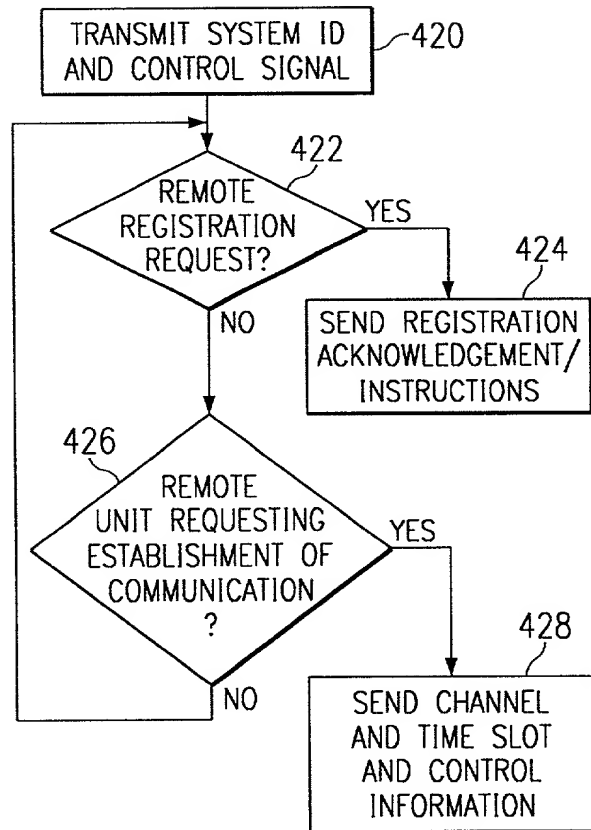 TRANSMIT SYSTEM ID
AND CONTROL SIGNAL
420
422
REMOTE
REGISTRATION
REQUEST?
YES
NO
424
SEND REGISTRATION
ACKNOWLEDGEMENT/
INSTRUCTIONS
426
REMOTE
UNIT REQUESTING
ESTABLISHMENT OF
COMMUNICATION
?
YES
NO
428
SEND CHANNEL
AND TIME SLOT
AND CONTROL
INFORMATION